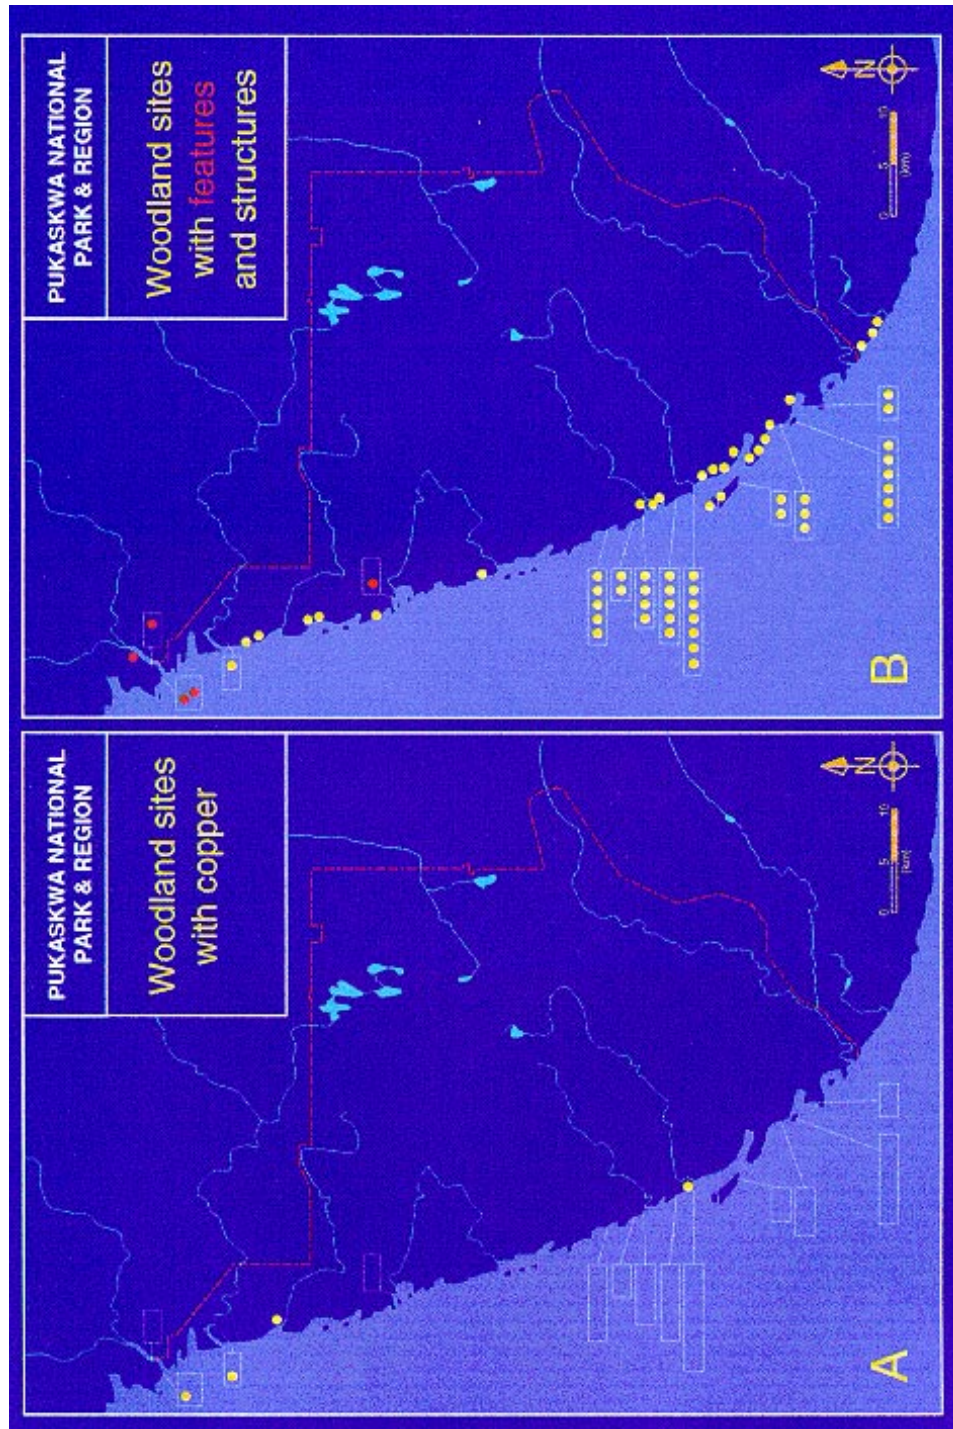 PUKASKWA NATIONAL
PARK & REGION
Woodland sites
with copper
N
0 5 10
(km)
A
PUKASKWA NATIONAL
PARK & REGION
Woodland sites
with features
and structures
N
0 5 10
(km)
B